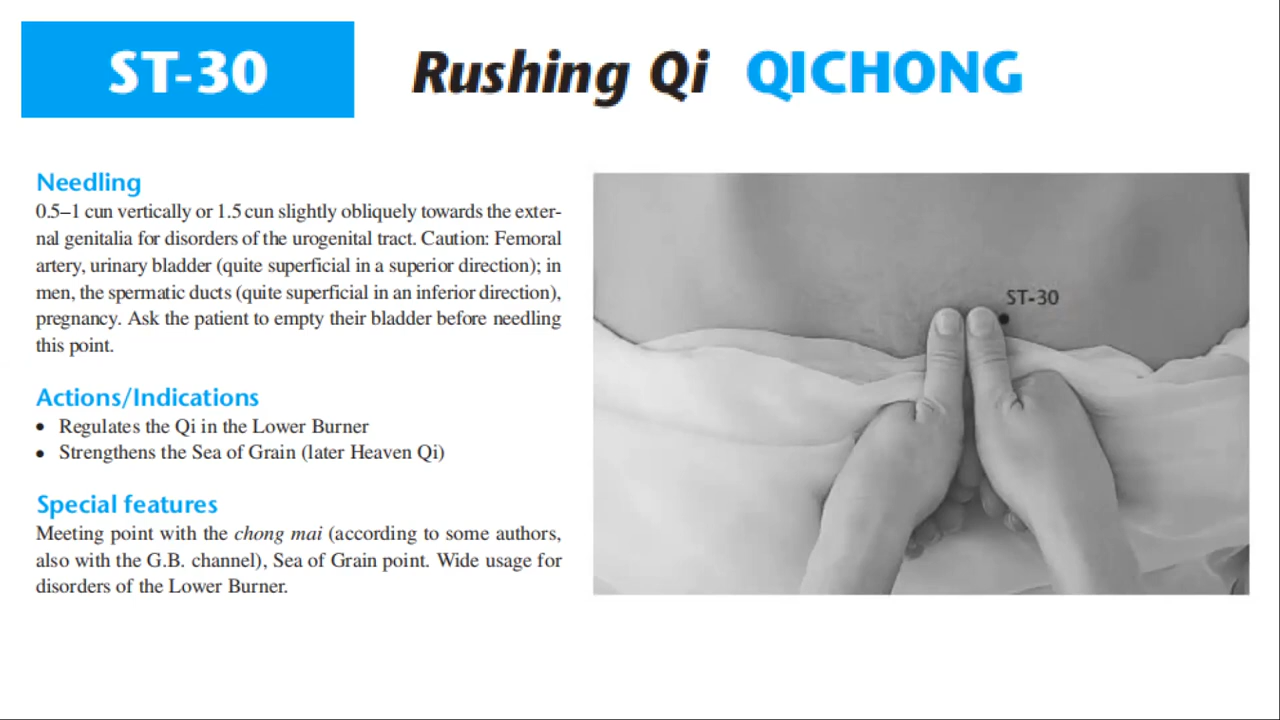 ST-30
Rushing Qi QICHONG
Needling
0.5–1 cun vertically or 1.5 cun slightly obliquely towards the exter-
nal genitalia for disorders of the urogenital tract. Caution: Femoral
artery, urinary bladder (quite superficial in a superior direction); in
men, the spermatic ducts (quite superficial in an inferior direction),
pregnancy. Ask the patient to empty their bladder before needling
this point.
Actions/Indications
• Regulates the Qi in the Lower Burner
• Strengthens the Sea of Grain (later Heaven Qi)
Special features
Meeting point with the chong mai (according to some authors,
also with the G.B. channel), Sea of Grain point. Wide usage for
disorders of the Lower Burner.
ST-30